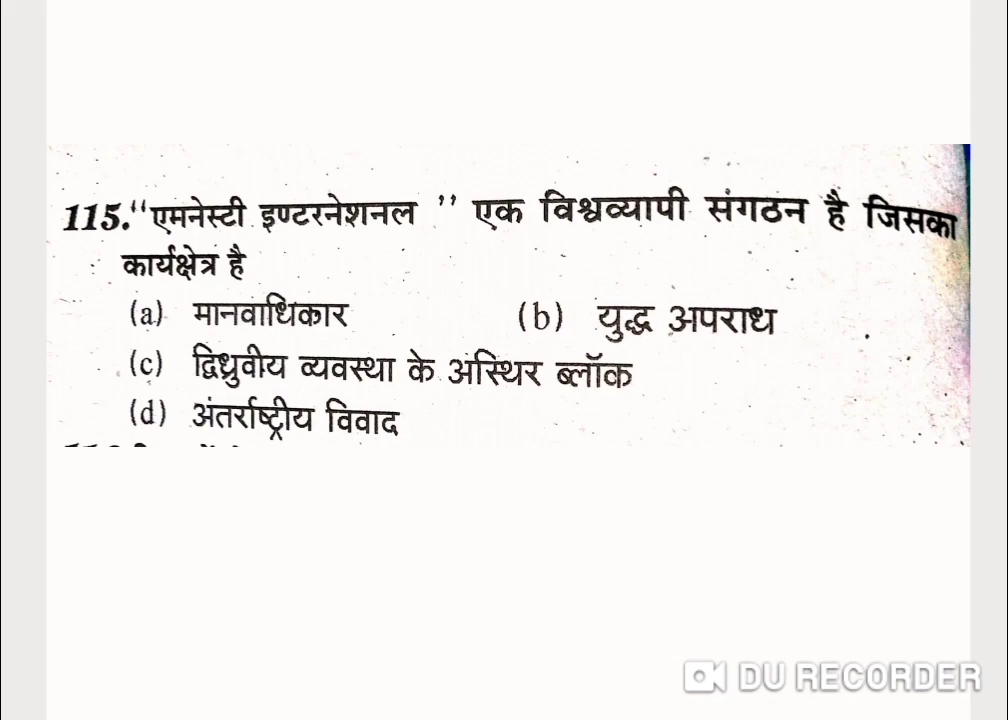 115."एमनेस्टी इण्टरनेशनल " एक विश्वव्यापी संगठन है जिसका
कार्यक्षेत्र है
(a) मानवाधिकार (b) युद्ध अपराध
(c) द्विध्रुवीय व्यवस्था के अस्थिर ब्लॉक
(d) अंतर्राष्ट्रीय विवाद
DU RECORDER